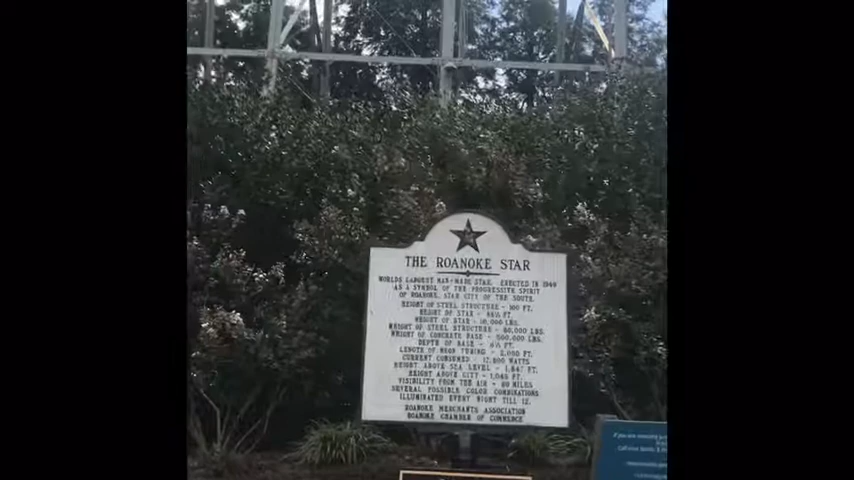 THE ROANOKE STAR
WORLDS LARGEST MAN-MADE STAR. ERECTED IN 1949
AS A SYMBOL OF THE PROGRESSIVE SPIRIT
OF ROANOKE, STAR CITY OF THE SOUTH.
HEIGHT OF STEEL STRUCTURE - 100 FT.
HEIGHT OF STAR - 88½ FT.
WEIGHT OF STAR - 10,000 LBS.
WEIGHT OF STEEL STRUCTURE - 60,000 LBS.
WEIGHT OF CONCRETE BASE - 500,000 LBS.
DEPTH OF BASE - FT.
LENGTH OF NEON TUBING - 2,000 FT.
CURRENT CONSUMED - 17,500 WATTS
HEIGHT ABOVE SEA LEVEL - 1,847 FT.
HEIGHT ABOVE CITY - 1,045 FT.
VISIBILITY FROM THE AIR - 60 MILES
SEVERAL POSSIBLE COLOR COMBINATIONS
ILLUMINATED EVERY NIGHT TILL 12.
ROANOKE MERCHANTS ASSOCIATION
ROANOKE CHAMBER OF COMMERCE